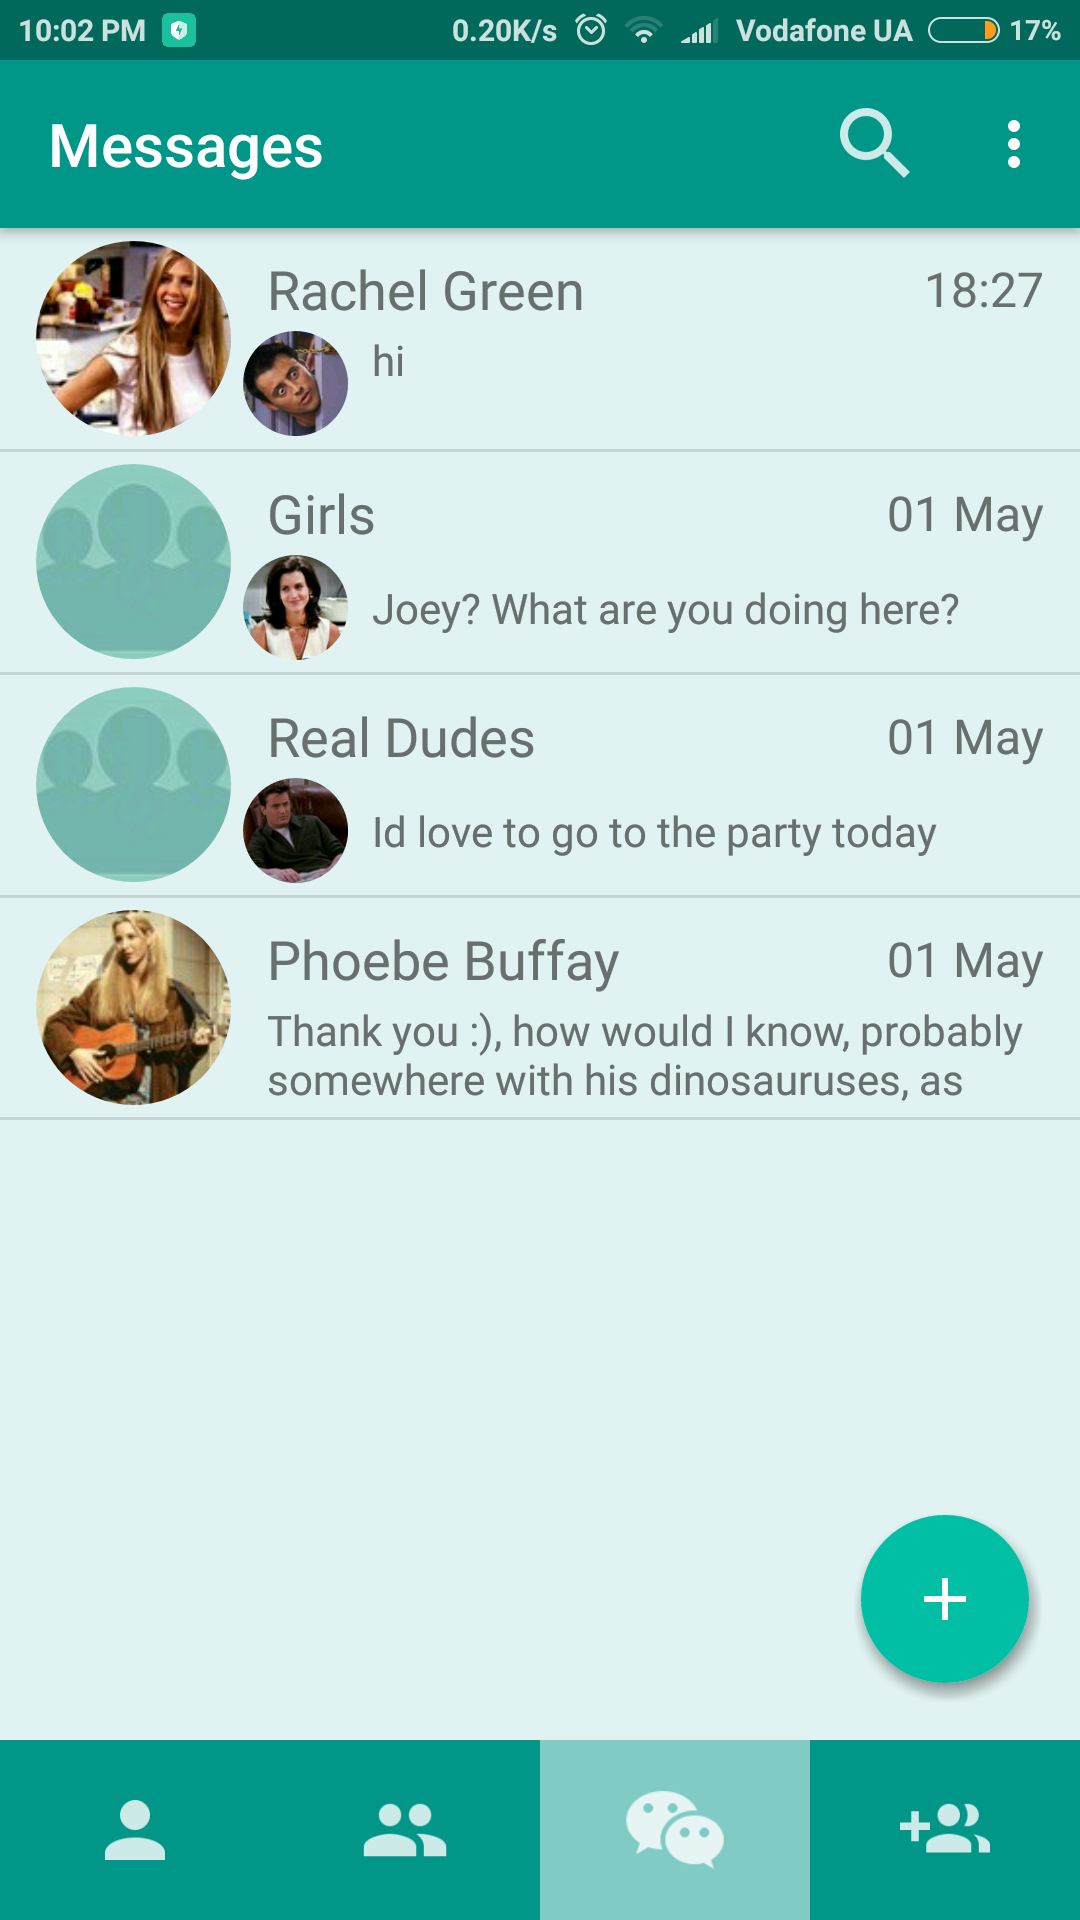 10:02 PM 0.20K/s Vodafone UA 17%
Messages
Rachel Green 18:27
hi
Girls 01 May
Joey? What are you doing here?
Real Dudes 01 May
Id love to go to the party today
Phoebe Buffay 01 May
Thank you :), how would I know, probably
somewhere with his dinosauruses, as